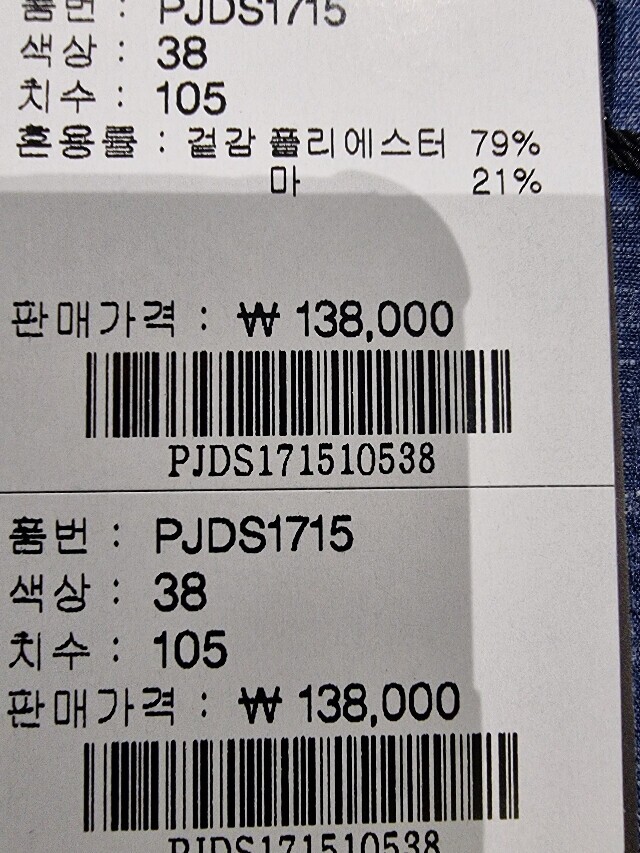 품번 : PJDS1715
색상 : 38
치수 : 105
혼용률 : 겉감 폴리에스터 79%
마 21%
판매가격 : ₩ 138,000
PJDS171510538
품번 : PJDS1715
색상 : 38
치수 : 105
판매가격 : ₩ 138,000
PJDS171510538